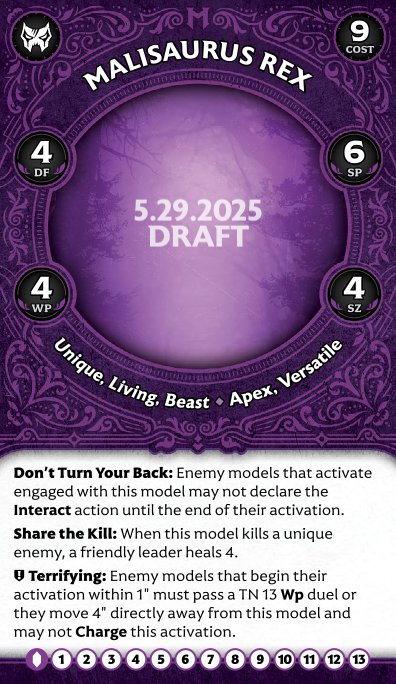 MALISAURUS REX
9
COST
4
DF
6
SP
5.29.2025
DRAFT
4
WP
4
SZ
Unique, Living, Beast ⬥ Apex, Versatile
Don't Turn Your Back: Enemy models that activate
engaged with this model may not declare the
Interact action until the end of their activation.
Share the Kill: When this model kills a unique
enemy, a friendly leader heals 4.
Terrifying: Enemy models that begin their
activation within 1" must pass a TN 13 Wp duel or
they move 4" directly away from this model and
may not Charge this activation.
1 2 3 4 5 6 7 8 9 10 11 12 13